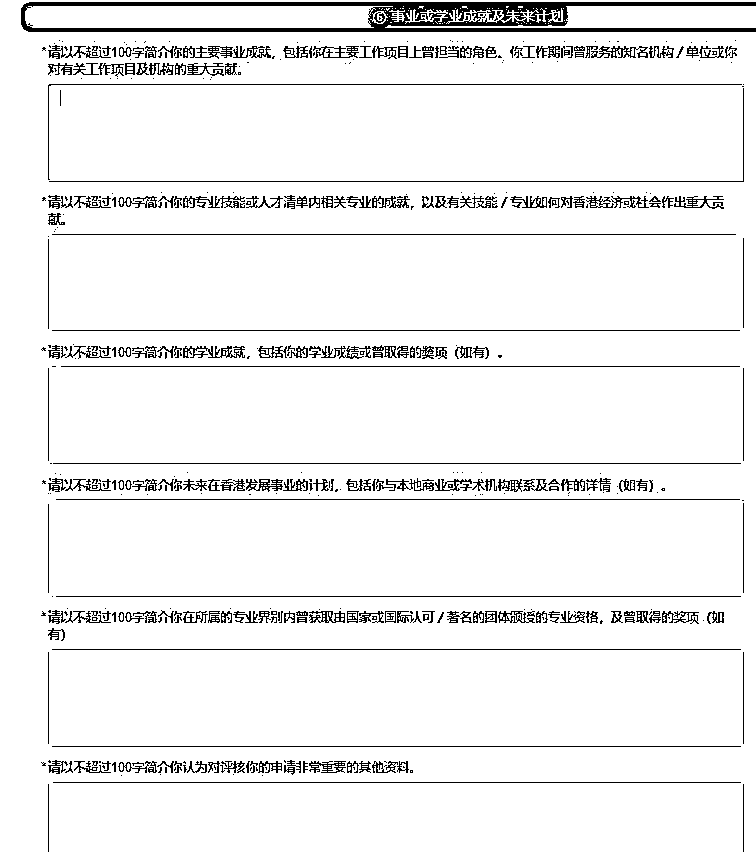 ⑥ 事业或学业成就及未来计划
*请以不超过100字简介你的主要事业成就，包括你在主要工作项目上曾担当的角色。你工作期间曾服务的知名机构／单位或你
对有关工作项目及机构的重大贡献。
*请以不超过100字简介你的专业技能或人才清单内相关专业的成就，以及有关技能／专业如何对香港经济或社会作出重大贡
献。
*请以不超过100字简介你的学业成就，包括你的学业成绩或曾取得的奖项（如有）。
*请以不超过100字简介你未来在香港发展事业的计划，包括你与本地商业或学术机构联系及合作的详情（如有）。
*请以不超过100字简介你在所属的专业界别内曾获取由国家或国际认可／著名的团体颁授的专业资格，及曾取得的奖项（如
有）
*请以不超过100字简介你认为对评核你的申请非常重要的其他资料。